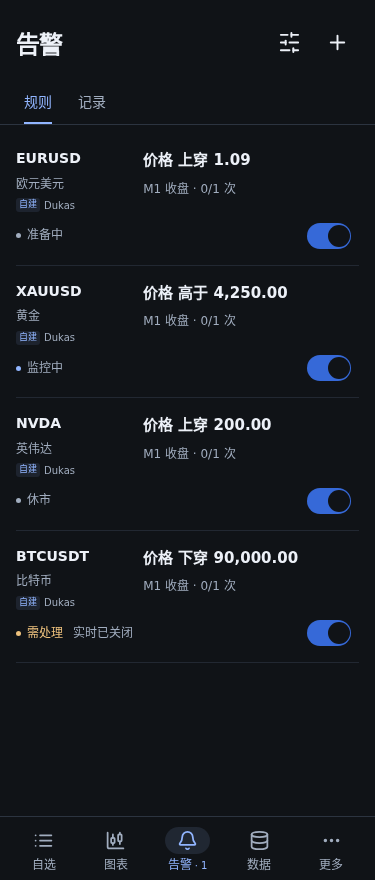 告警
规则 记录
EURUSD 价格 上穿 1.09
欧元美元 M1 收盘 · 0/1 次
自建 Dukas
准备中
XAUUSD 价格 高于 4,250.00
黄金 M1 收盘 · 0/1 次
自建 Dukas
监控中
NVDA 价格 上穿 200.00
英伟达 M1 收盘 · 0/1 次
自建 Dukas
休市
BTCUSDT 价格 下穿 90,000.00
比特币 M1 收盘 · 0/1 次
自建 Dukas
需处理 实时已关闭
自选 图表 告警 · 1 数据 更多